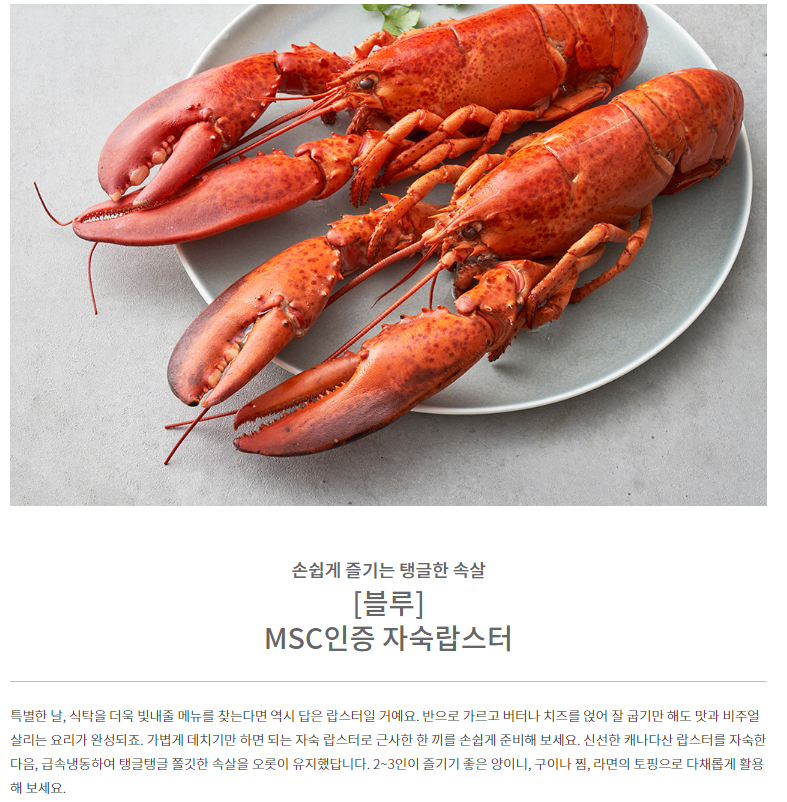 손쉽게 즐기는 탱글한 속살
[블루]
MSC인증 자숙랍스터
특별한 날, 식탁을 더욱 빛내줄 메뉴를 찾는다면 역시 답은 랍스터일 거예요. 반으로 가르고 버터나 치즈를 얹어 잘 굽기만 해도 맛과 비주얼
살리는 요리가 완성되죠. 가볍게 데치기만 하면 되는 자숙 랍스터로 근사한 한 끼를 손쉽게 준비해 보세요. 신선한 캐나다산 랍스터를 자숙한
다음, 급속냉동하여 탱글탱글 쫄깃한 속살을 오롯이 유지했답니다. 2~3인이 즐기기 좋은 양이니, 구이나 찜, 라면의 토핑으로 다채롭게 활용
해 보세요.